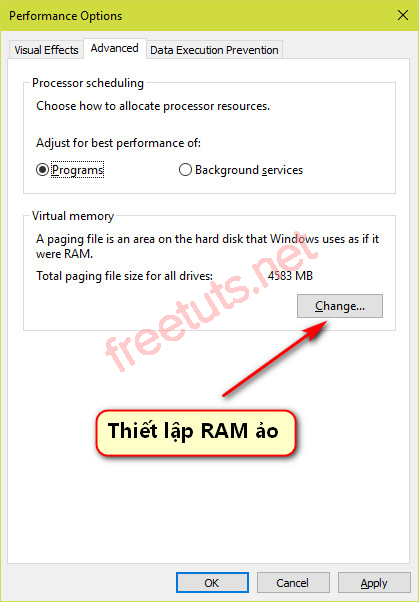 Performance Options
Visual Effects
Advanced
Data Execution Prevention
Processor scheduling
Choose how to allocate processor resources.
Adjust for best performance of:
Programs
Background services
Virtual memory
A paging file is an area on the hard disk that Windows uses as if it
were RAM.
Total paging file size for all drives:
4583 MB
Change...
freetuts.net
Thiết lập RAM ảo
OK
Cancel
Apply